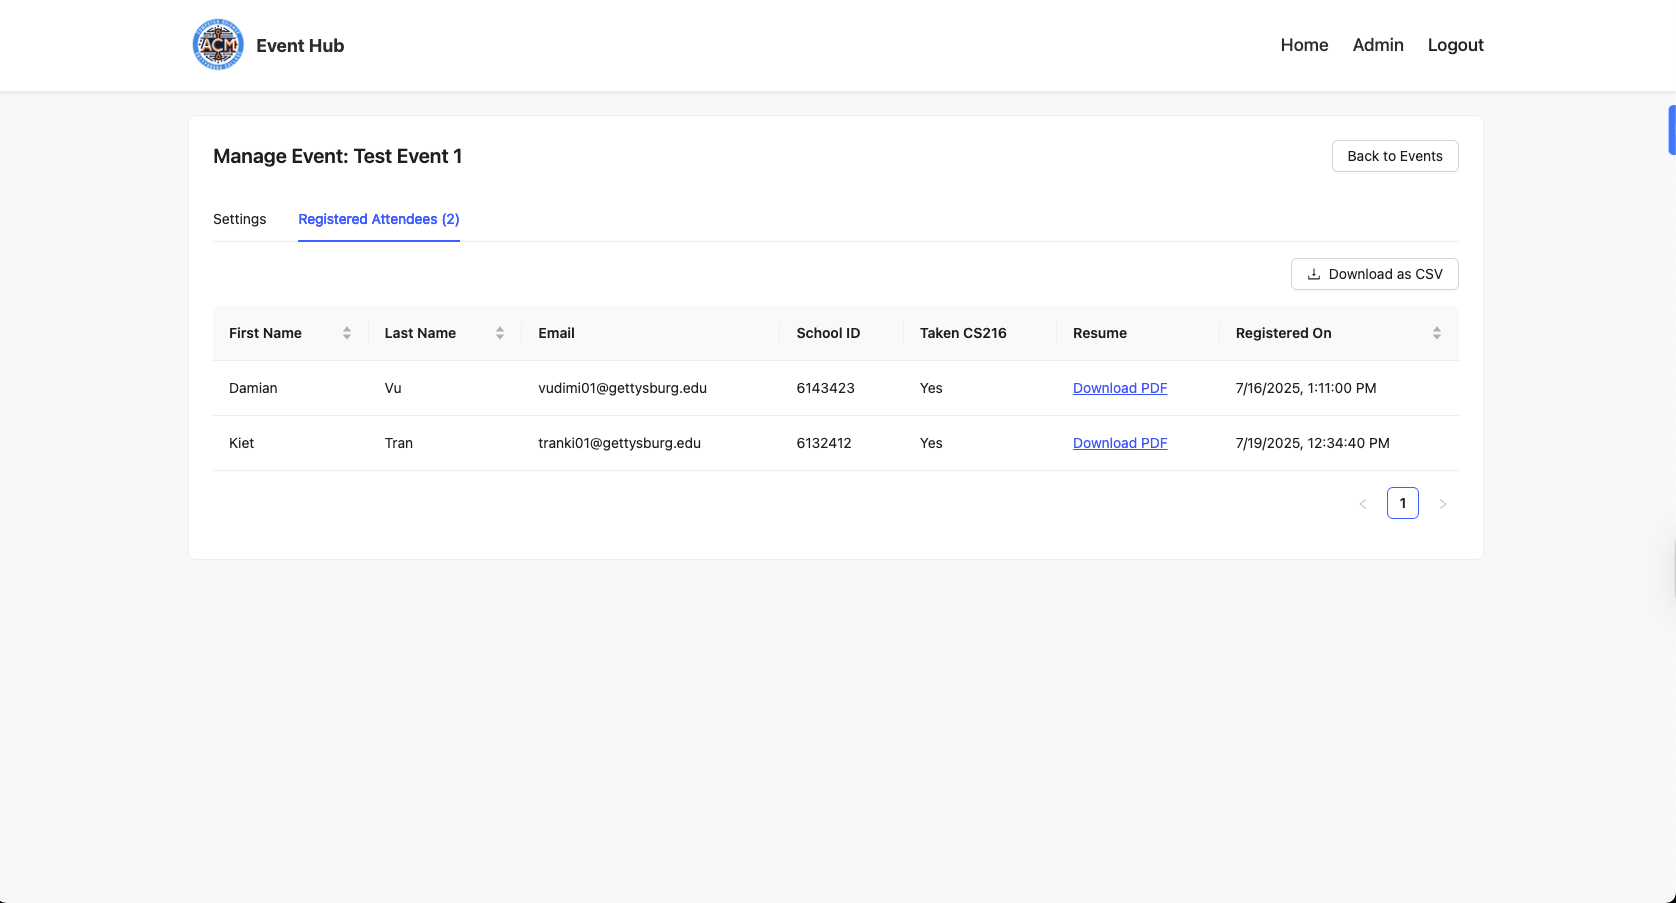 ACM
Event Hub
Home Admin Logout
Manage Event: Test Event 1
Back to Events
Settings Registered Attendees (2)
Download as CSV
First Name Last Name Email School ID Taken CS216 Resume Registered On
Damian Vu vudimi01@gettysburg.edu 6143423 Yes Download PDF 7/16/2025, 1:11:00 PM
Kiet Tran tranki01@gettysburg.edu 6132412 Yes Download PDF 7/19/2025, 12:34:40 PM
< 1 >